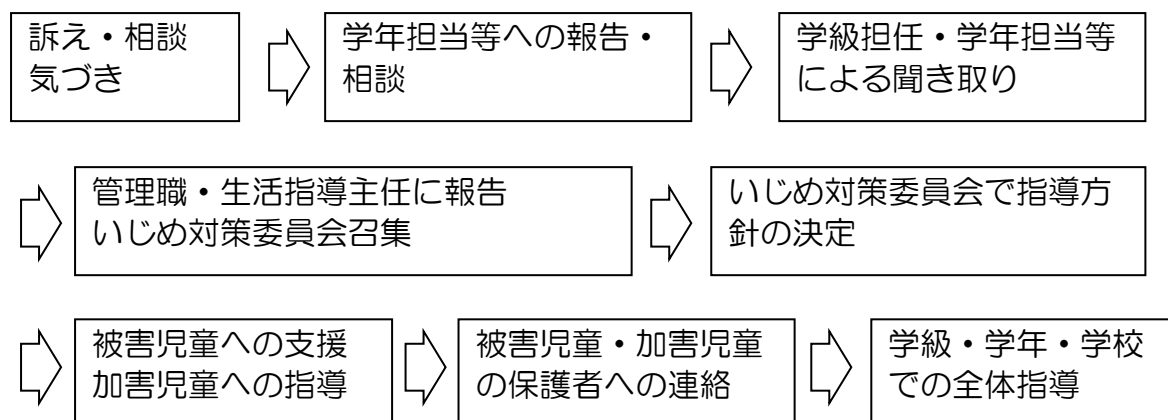 訴え・相談
気づき
学年担当等への報告・
相談
学級担任・学年担当等
による聞き取り
管理職・生活指導主任に報告
いじめ対策委員会召集
いじめ対策委員会で指導方
針の決定
被害児童への支援
加害児童への指導
被害児童・加害児童
の保護者への連絡
学級・学年・学校
での全体指導